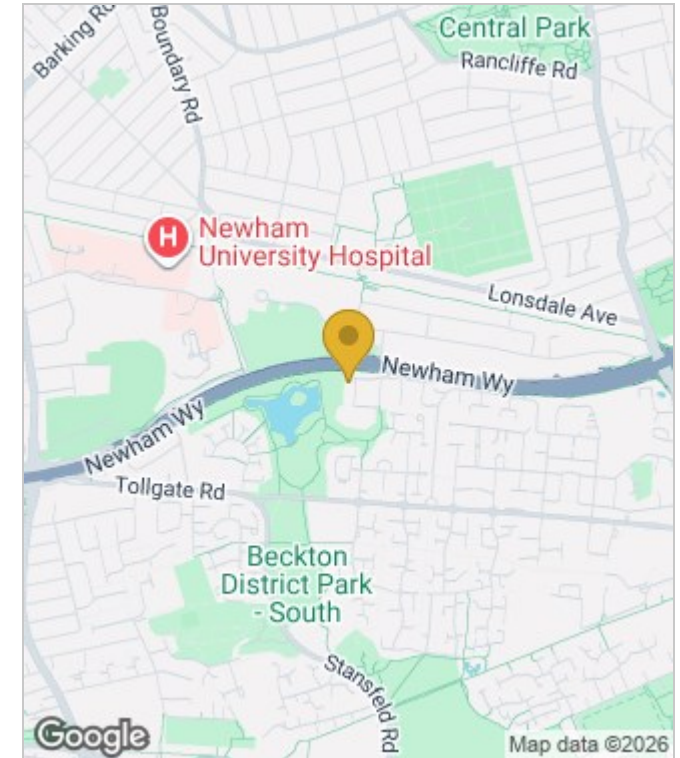 Central Park
Barking Rd
Boundary Rd
Rancliffe Rd
H
Newham
University Hospital
Lonsdale Ave
Newham Wy
Newham Wy
Tollgate Rd
Beckton
District Park
- South
Stansfeld Rd
Google
Map data ©2026